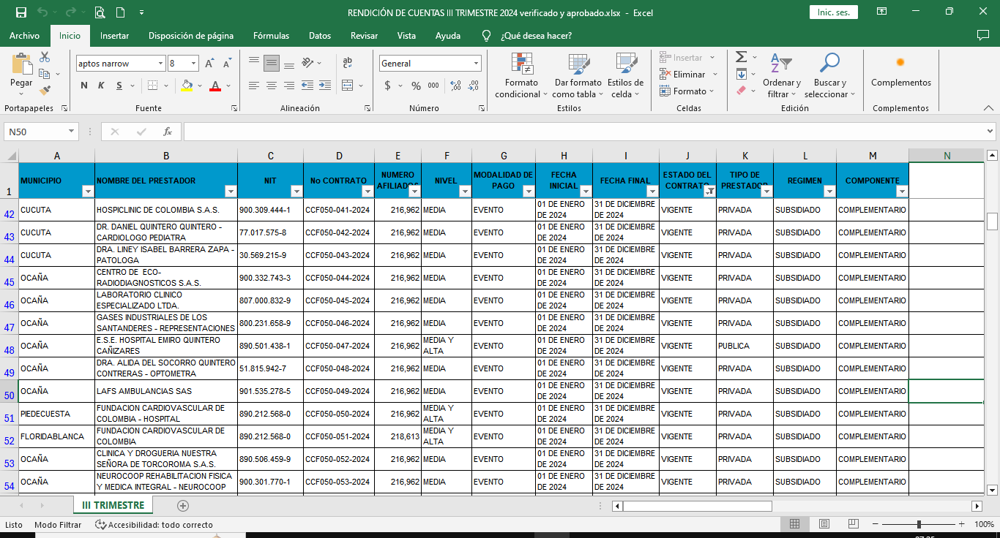 RENDICIÓN DE CUENTAS III TRIMESTRE 2024 verificado y aprobado.xlsx - Excel
Inic. ses.
Archivo Inicio Insertar Disposición de página Fórmulas Datos Revisar Vista Ayuda ¿Qué desea hacer?
Pegar
Portapapeles
aptos narrow 8
N K S
Fuente
ab
Alineación
General
$ % 000
Número
Formato condicional
Dar formato como tabla
Estilos de celda
Estilos
Insertar
Eliminar
Formato
Celdas
Ordenar y filtrar
Buscar y seleccionar
Edición
Complementos
Complementos
N50 fx
A B C D E F G H I J K L M N
1 MUNICIPIO NOMBRE DEL PRESTADOR NIT No CONTRATO NUMERO AFILIADOS NIVEL MODALIDAD DE PAGO FECHA INICIAL FECHA FINAL ESTADO DEL CONTRATO TIPO DE PRESTADOR REGIMEN COMPONENTE
42 CUCUTA HOSPICLINIC DE COLOMBIA S.A.S. 900.309.444-1 CCF050-041-2024 216,962 MEDIA EVENTO 01 DE ENERO DE 2024 31 DE DICIEMBRE DE 2024 VIGENTE PRIVADA SUBSIDIADO COMPLEMENTARIO
43 CUCUTA DR. DANIEL QUINTERO QUINTERO - CARDIOLOGO PEDIATRA 77.017.575-8 CCF050-042-2024 216,962 MEDIA EVENTO 01 DE ENERO DE 2024 31 DE DICIEMBRE DE 2024 VIGENTE PRIVADA SUBSIDIADO COMPLEMENTARIO
44 CUCUTA DRA. LINEY ISABEL BARRERA ZAPA - PATOLOGA 30.569.215-9 CCF050-043-2024 216,962 MEDIA EVENTO 01 DE ENERO DE 2024 31 DE DICIEMBRE DE 2024 VIGENTE PRIVADA SUBSIDIADO COMPLEMENTARIO
45 OCAÑA CENTRO DE ECO- RADIODIAGNOSTICOS S.A.S. 900.332.743-3 CCF050-044-2024 216,962 MEDIA EVENTO 01 DE ENERO DE 2024 31 DE DICIEMBRE DE 2024 VIGENTE PRIVADA SUBSIDIADO COMPLEMENTARIO
46 OCAÑA LABORATORIO CLINICO ESPECIALIZADO LTDA. 807.000.832-9 CCF050-045-2024 216,962 MEDIA EVENTO 01 DE ENERO DE 2024 31 DE DICIEMBRE DE 2024 VIGENTE PRIVADA SUBSIDIADO COMPLEMENTARIO
47 OCAÑA GASES INDUSTRIALES DE LOS SANTANDERES - REPRESENTACIONES 800.231.658-9 CCF050-046-2024 216,962 MEDIA EVENTO 01 DE ENERO DE 2024 31 DE DICIEMBRE DE 2024 VIGENTE PRIVADA SUBSIDIADO COMPLEMENTARIO
48 OCAÑA E.S.E. HOSPITAL EMIRO QUINTERO CAÑIZARES 890.501.438-1 CCF050-047-2024 216,962 MEDIA Y ALTA EVENTO 01 DE ENERO DE 2024 31 DE DICIEMBRE DE 2024 VIGENTE PUBLICA SUBSIDIADO COMPLEMENTARIO
49 OCAÑA DRA. ALIDA DEL SOCORRO QUINTERO CONTRERAS - OPTOMETRA 51.815.942-7 CCF050-048-2024 216,962 MEDIA EVENTO 01 DE ENERO DE 2024 31 DE DICIEMBRE DE 2024 VIGENTE PRIVADA SUBSIDIADO COMPLEMENTARIO
50 OCAÑA LAFS AMBULANCIAS SAS 901.535.278-5 CCF050-049-2024 216,962 MEDIA EVENTO 01 DE ENERO DE 2024 31 DE DICIEMBRE DE 2024 VIGENTE PRIVADA SUBSIDIADO COMPLEMENTARIO
51 PIEDECUESTA FUNDACION CARDIOVASCULAR DE COLOMBIA - HOSPITAL 890.212.568-0 CCF050-050-2024 216,962 MEDIA Y ALTA EVENTO 01 DE ENERO DE 2024 31 DE DICIEMBRE DE 2024 VIGENTE PRIVADA SUBSIDIADO COMPLEMENTARIO
52 FLORIDABLANCA FUNDACION CARDIOVASCULAR DE COLOMBIA 890.212.568-0 CCF050-051-2024 218,613 MEDIA Y ALTA EVENTO 01 DE ENERO DE 2024 31 DE DICIEMBRE DE 2024 VIGENTE PRIVADA SUBSIDIADO COMPLEMENTARIO
53 OCAÑA CLINICA Y DROGUERIA NUESTRA SEÑORA DE TORCOROMA S.A.S. 890.506.459-9 CCF050-052-2024 216,962 MEDIA EVENTO 01 DE ENERO DE 2024 31 DE DICIEMBRE DE 2024 VIGENTE PRIVADA SUBSIDIADO COMPLEMENTARIO
54 OCAÑA NEUROCOOP REHABILITACION FISICA Y MEDICA INTEGRAL - NEUROCOOP 900.301.770-1 CCF050-053-2024 216,962 MEDIA EVENTO 01 DE ENERO DE 2024 31 DE DICIEMBRE DE 2024 VIGENTE PRIVADA SUBSIDIADO COMPLEMENTARIO
III TRIMESTRE
Listo Modo Filtrar Accesibilidad: todo correcto 100%